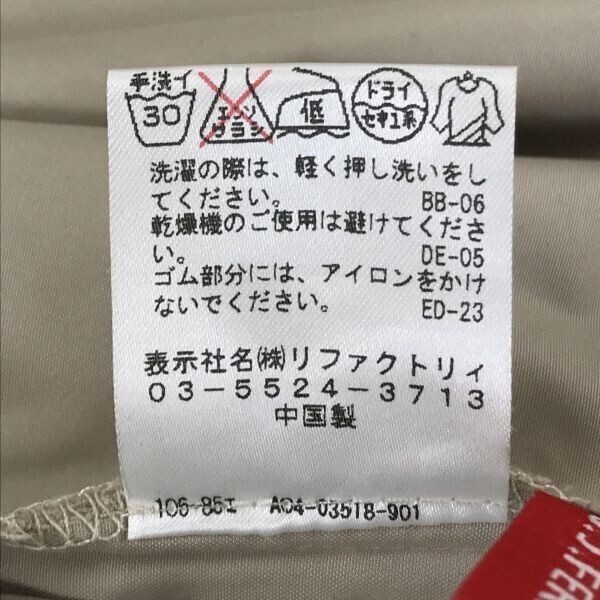 手洗イ
30
エンソ
サラシ
低
ドライ
セキユ系
洗濯の際は、軽く押し洗いをし
てください。 BB-06
乾燥機のご使用は避けてくださ
い。 DE-05
ゴム部分には、アイロンをかけ
ないでください。 ED-23
表示社名㈱リファクトリィ
03-5524-3713
中国製
106-85I A04-03518-901
.J.FER